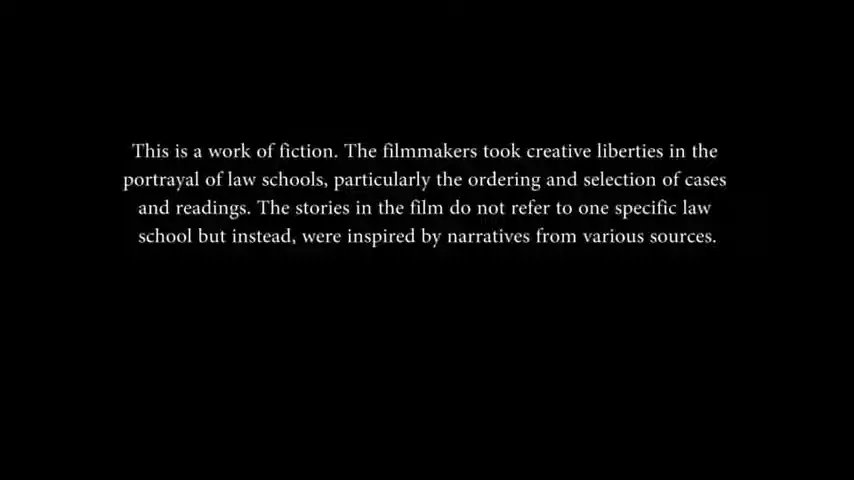 This is a work of fiction. The filmmakers took creative liberties in the
portrayal of law schools, particularly the ordering and selection of cases
and readings. The stories in the film do not refer to one specific law
school but instead, were inspired by narratives from various sources.